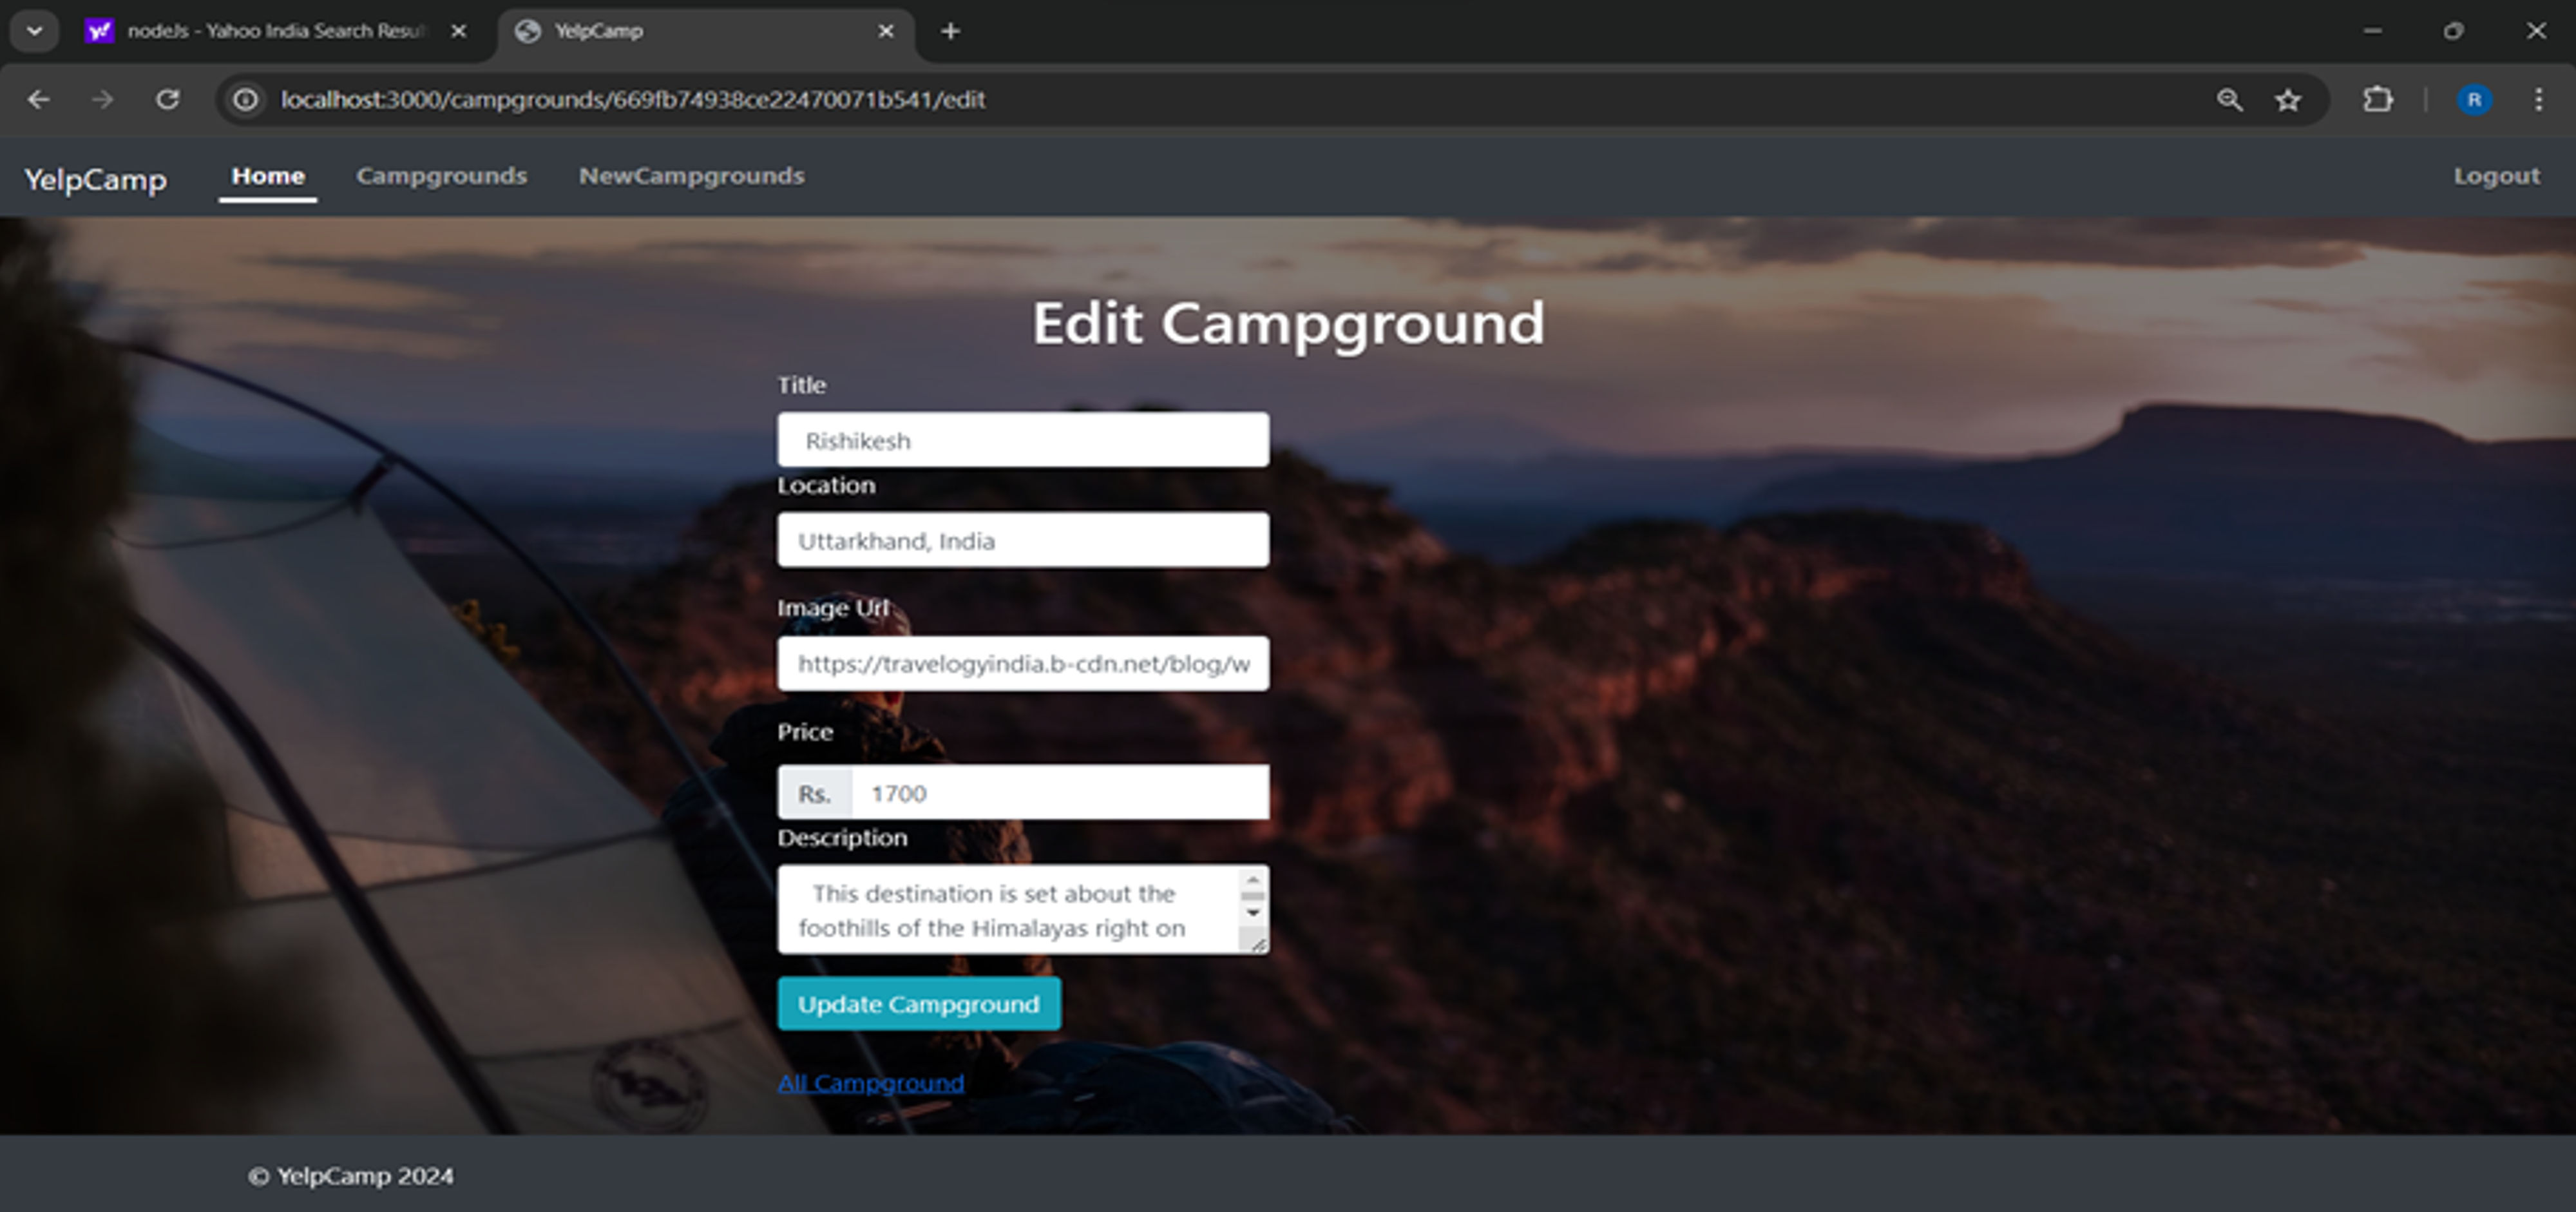 nodeJs - Yahoo India Search Resul
YelpCamp
localhost:3000/campgrounds/669fb74938ce22470071b541/edit
R
YelpCamp Home Campgrounds NewCampgrounds Logout
Edit Campground
Title
Rishikesh
Location
Uttarkhand, India
Image Url
https://travelogyindia.b-cdn.net/blog/w
Price
Rs. 1700
Description
This destination is set about the
foothills of the Himalayas right on
Update Campground
All Campground
© YelpCamp 2024